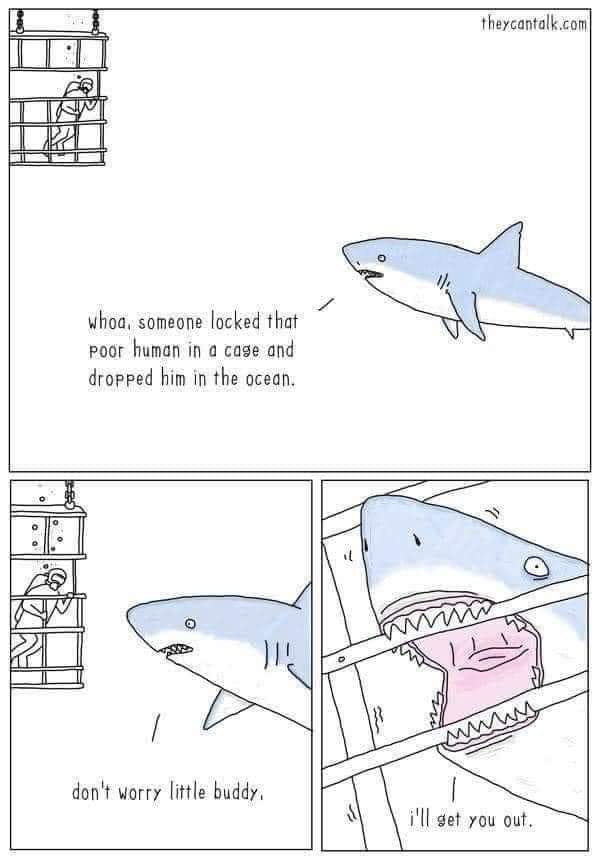 theycantalk.com
whoa, someone locked that
poor human in a cage and
dropped him in the ocean.
don't worry little buddy,
i'll get you out.